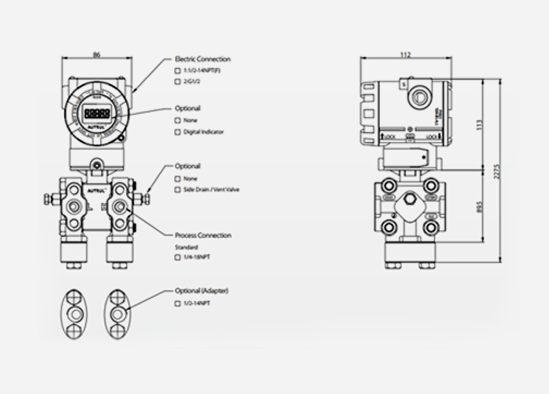 86
Electric Connection
1:1/2-14NPT(F)
2:G1/2
Optional
None
Digital Indicator
AUTROL
Optional
None
Side Drain / Vent Valve
AUTROL
Process Connection
Standard
1/4-18NPT
Optional (Adapter)
1/2-14NPT
112
S
LOCK
LOCK
113
227.5
89.5